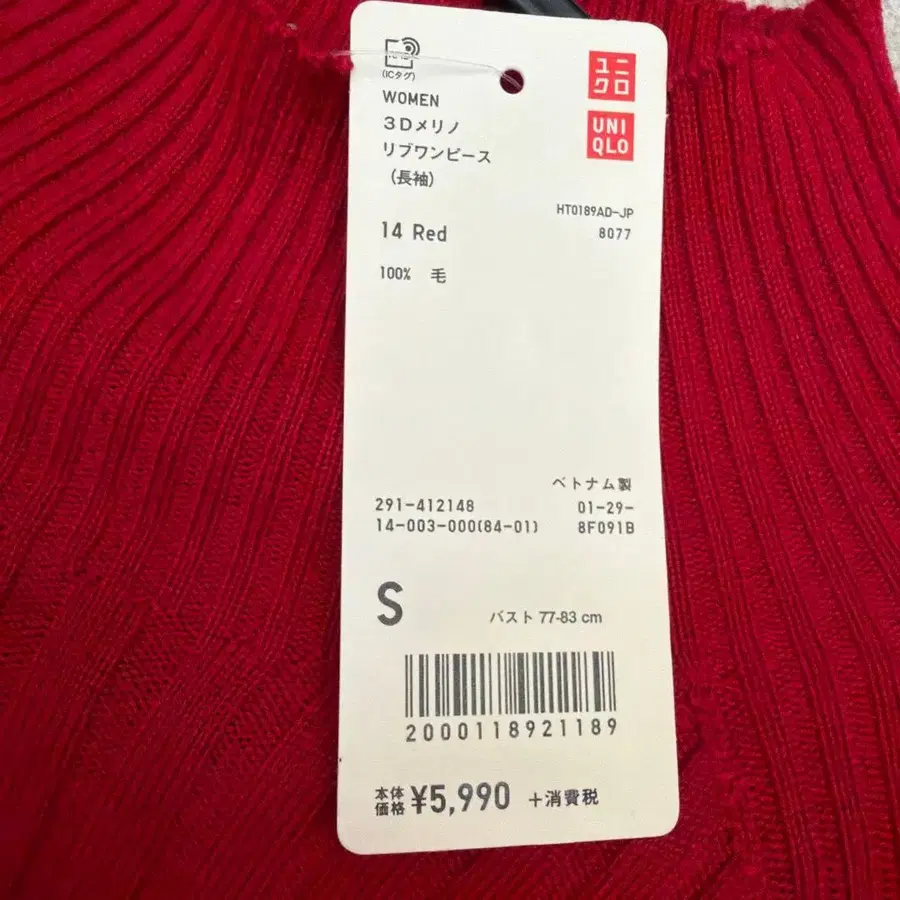 (ICタグ)
ユニ
クロ
UNI
QLO
WOMEN
3Dメリノ
リブワンピース
(長袖)
HT0189AD-JP
14 Red
8077
100% 毛
ベトナム製
291-412148
01-29-
14-003-000(84-01)
8F091B
S
バスト 77-83 cm
2000118921189
本体
価格 ¥5,990 +消費税